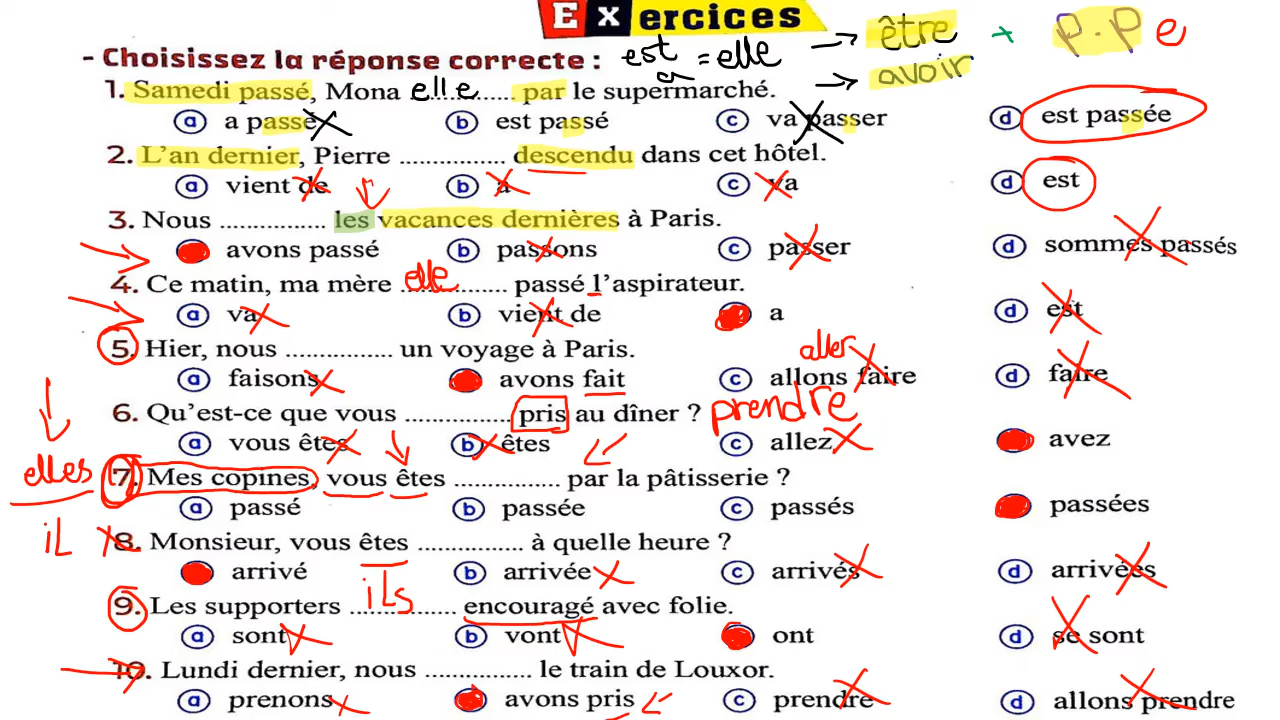 Exercices → être + p.p e
- Choisissez la réponse correcte : est = elle → avoir
a
1. Samedi passé, Mona elle ................ par le supermarché.
a a passé b est passé c va passer d est passée
2. L'an dernier, Pierre ................ descendu dans cet hôtel.
a vient de b a c va d est
3. Nous ................ les vacances dernières à Paris.
a avons passé b passons c passer d sommes passés
4. Ce matin, ma mère elle ................ passé l'aspirateur.
a va b vient de c a d est
5. Hier, nous ................ un voyage à Paris.
aller
a faisons b avons fait c allons faire d faire
6. Qu'est-ce que vous ................ pris au dîner ? prendre
a vous êtes b êtes c allez d avez
elles 7. Mes copines, vous êtes ................ par la pâtisserie ?
a passé b passée c passés d passées
iL 8. Monsieur, vous êtes ................ à quelle heure ?
a arrivé b arrivée c arrivés d arrivées
9. Les supporters ils ................ encouragé avec folie.
a sont b vont c ont d se sont
10. Lundi dernier, nous ................ le train de Louxor.
a prenons b avons pris c prendre d allons prendre